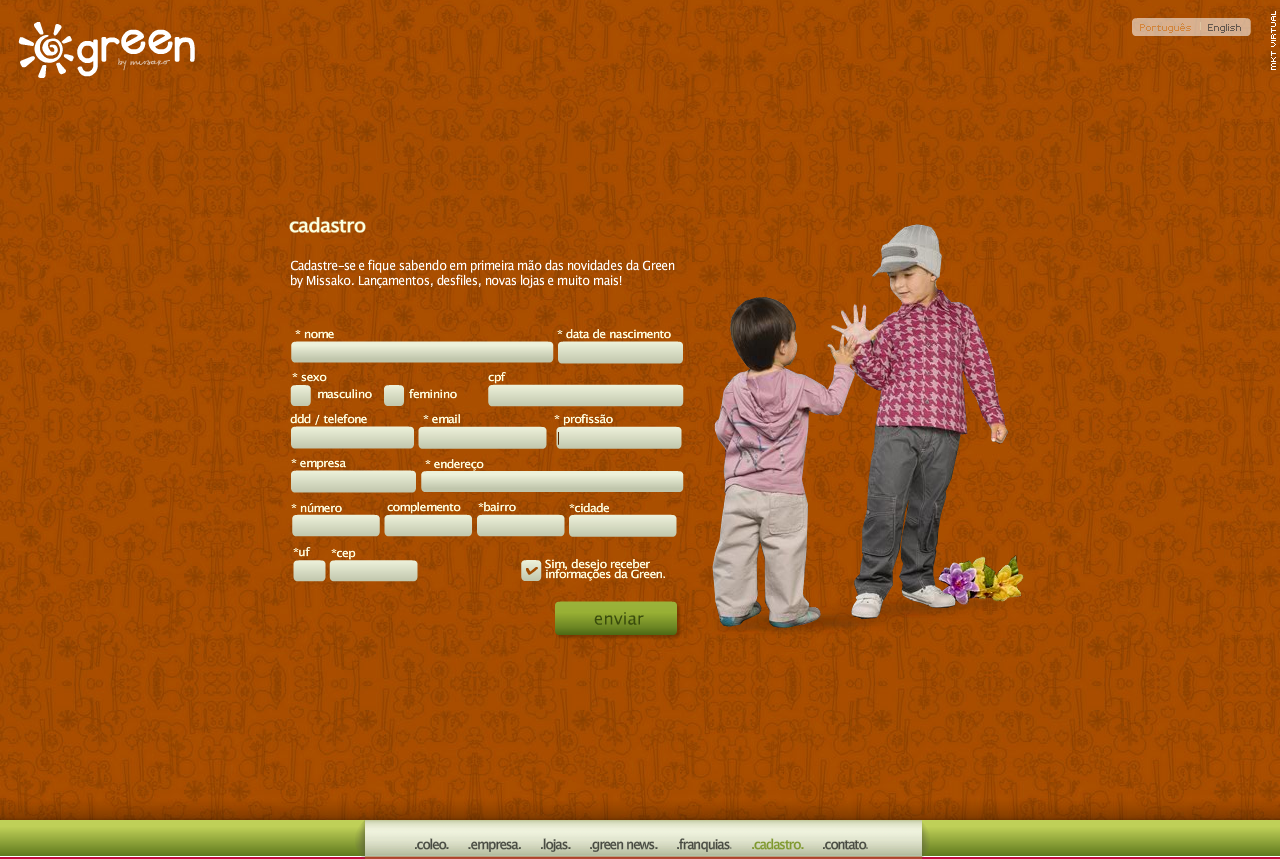 green
by missako
Português English
MKT VIRTUAL
cadastro
Cadastre-se e fique sabendo em primeira mão das novidades da Green
by Missako. Lançamentos, desfiles, novas lojas e muito mais!
* nome * data de nascimento
* sexo cpf
masculino feminino
ddd / telefone * email * profissão
* empresa * endereço
* número complemento *bairro *cidade
*uf *cep
Sim, desejo receber
informações da Green.
enviar
.coleo. .empresa. .lojas. .green news. .franquias. .cadastro. .contato.